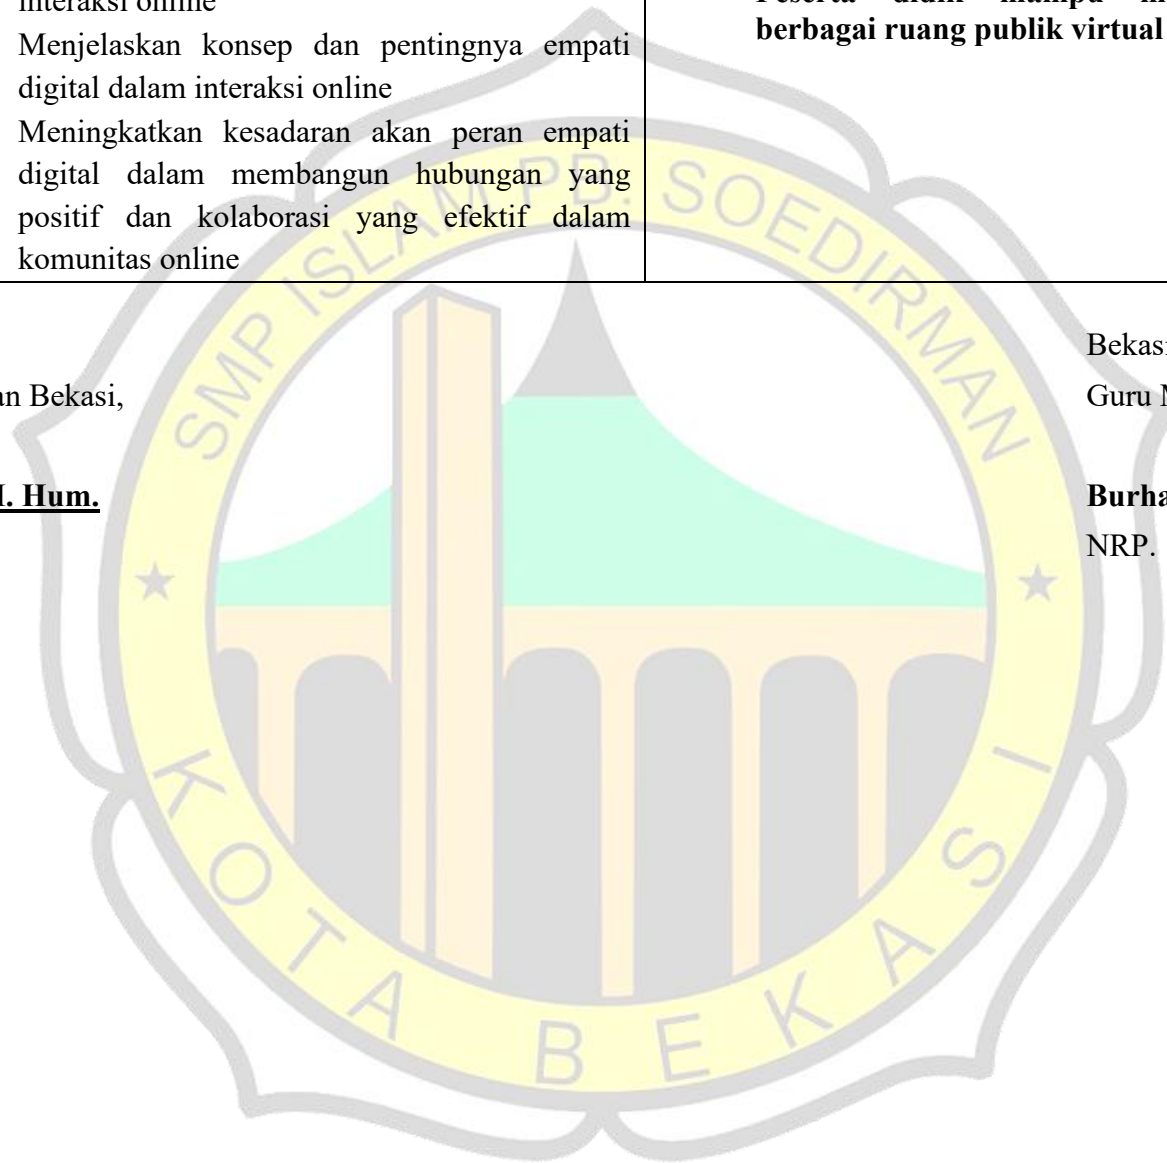 interaksi online
Menjelaskan konsep dan pentingnya empati
digital dalam interaksi online
Meningkatkan kesadaran akan peran empati
digital dalam membangun hubungan yang
positif dan kolaborasi yang efektif dalam
komunitas online
Peserta didik mampu
berbagai ruang publik virtual
an Bekasi,
Hum.
Bekasi
Guru
Burha
NRP.
SMP ISLAM PB. SOEDIRMAN
KOTA BEKASI